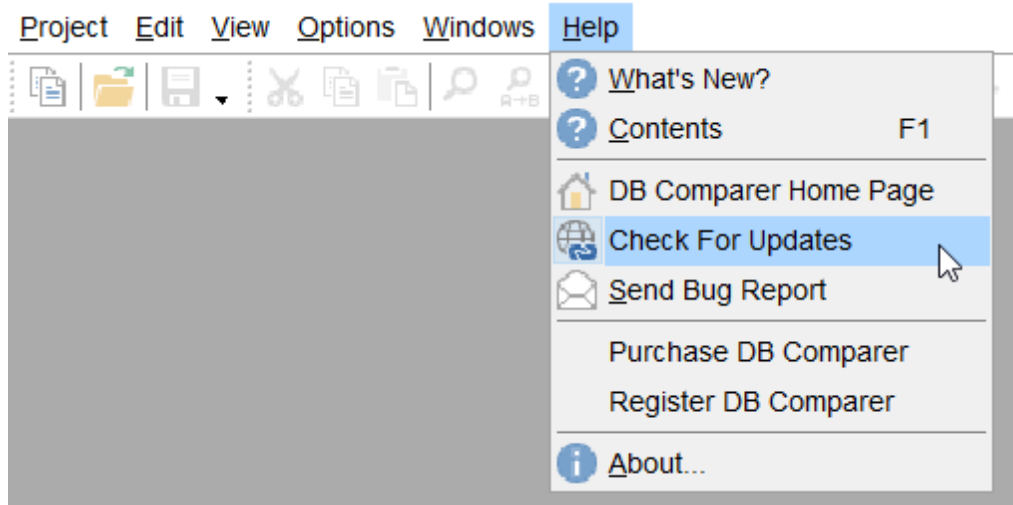 Project Edit View Options Windows Help
A→B
What's New?
Contents F1
DB Comparer Home Page
Check For Updates
Send Bug Report
Purchase DB Comparer
Register DB Comparer
About...